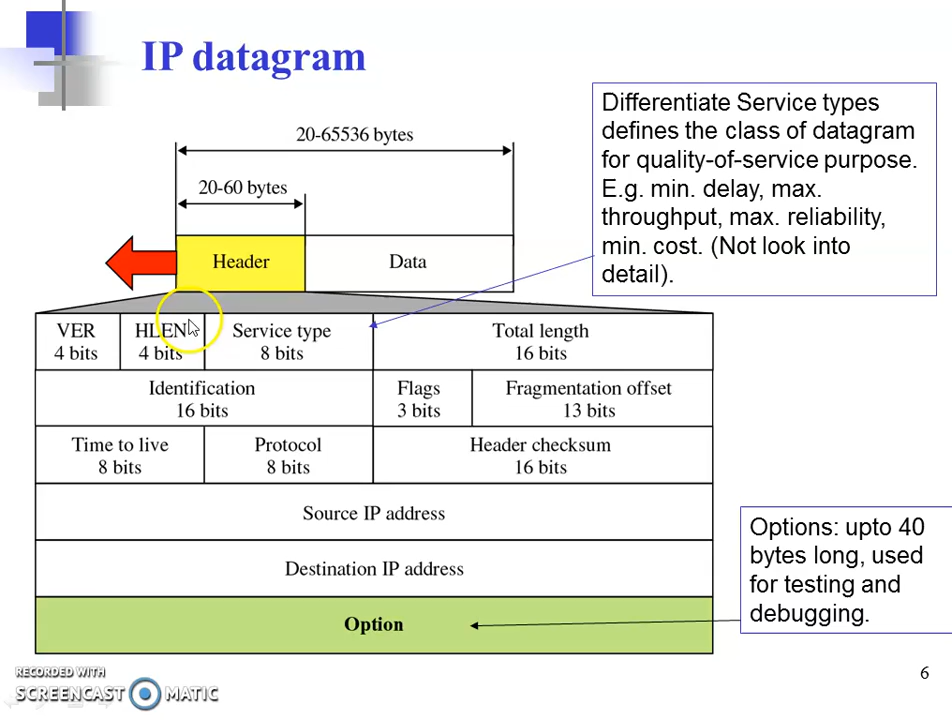 IP datagram
Differentiate Service types
defines the class of datagram
for quality-of-service purpose.
E.g. min. delay, max.
throughput, max. reliability,
min. cost. (Not look into
detail).
20-65536 bytes
20-60 bytes
Header
Data
VER
4 bits
HLEN
4 bits
Service type
8 bits
Total length
16 bits
Identification
16 bits
Flags
3 bits
Fragmentation offset
13 bits
Time to live
8 bits
Protocol
8 bits
Header checksum
16 bits
Source IP address
Destination IP address
Option
Options: upto 40
bytes long, used
for testing and
debugging.
RECORDED WITH
SCREENCAST MATIC
6